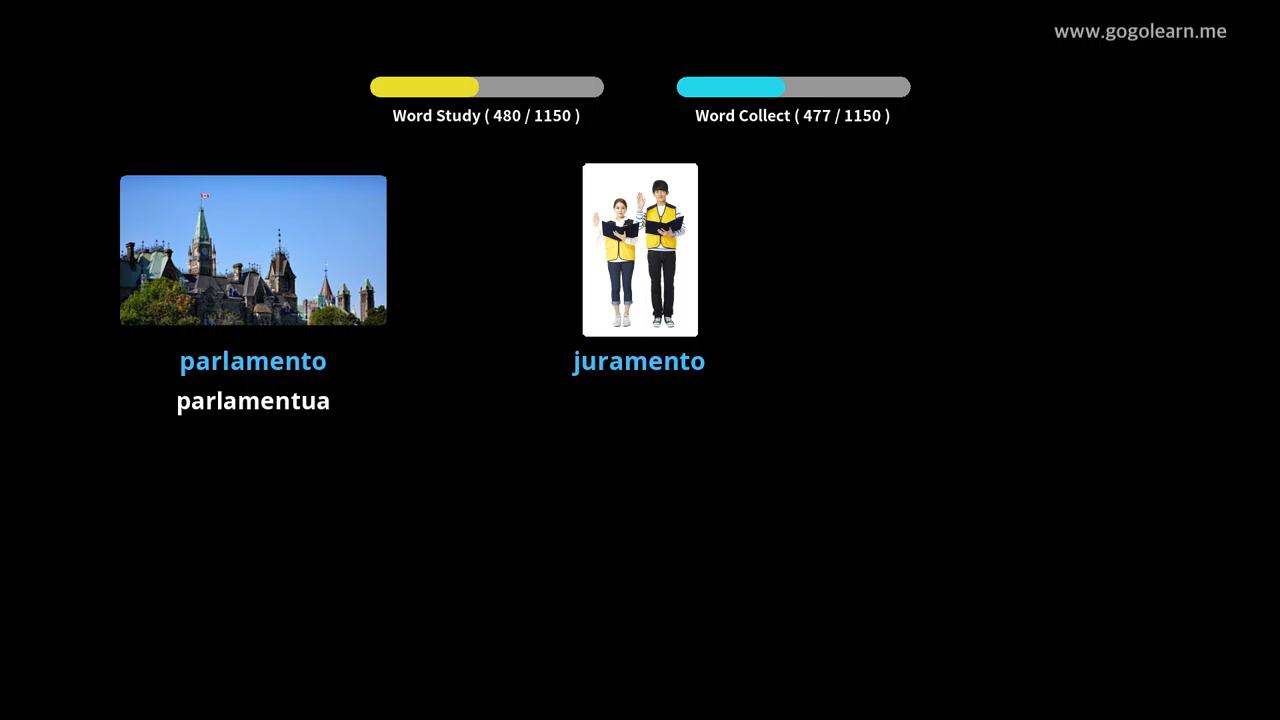 www.gogolearn.me
Word Study ( 480 / 1150 )
Word Collect ( 477 / 1150 )
parlamento
parlamentua
juramento